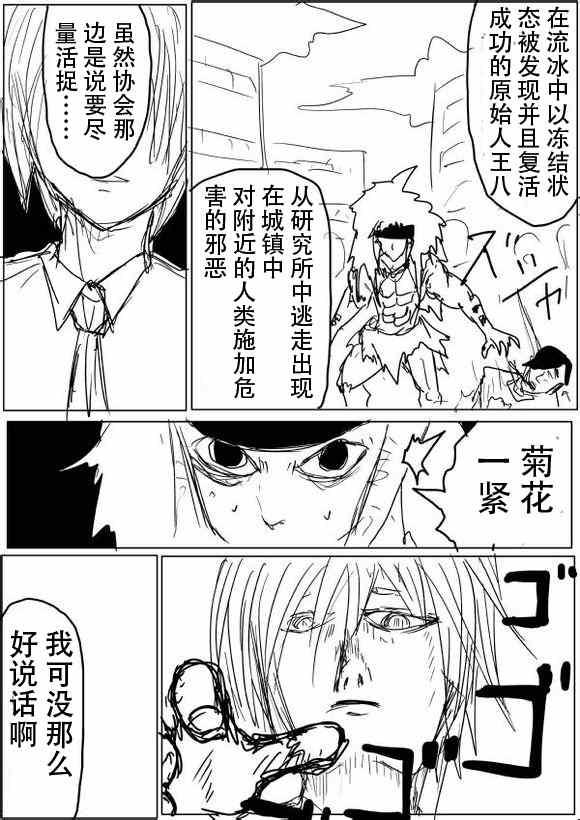 在流冰中以冻结状
态被发现并且复活
成功的原始人王八
从研究所中逃走出现
在城镇中
对附近的人类施加危
害的邪恶
虽然协会那
边是说要尽
量活捉……
菊花
一紧
ゴゴゴゴ
我可没那么
好说话啊